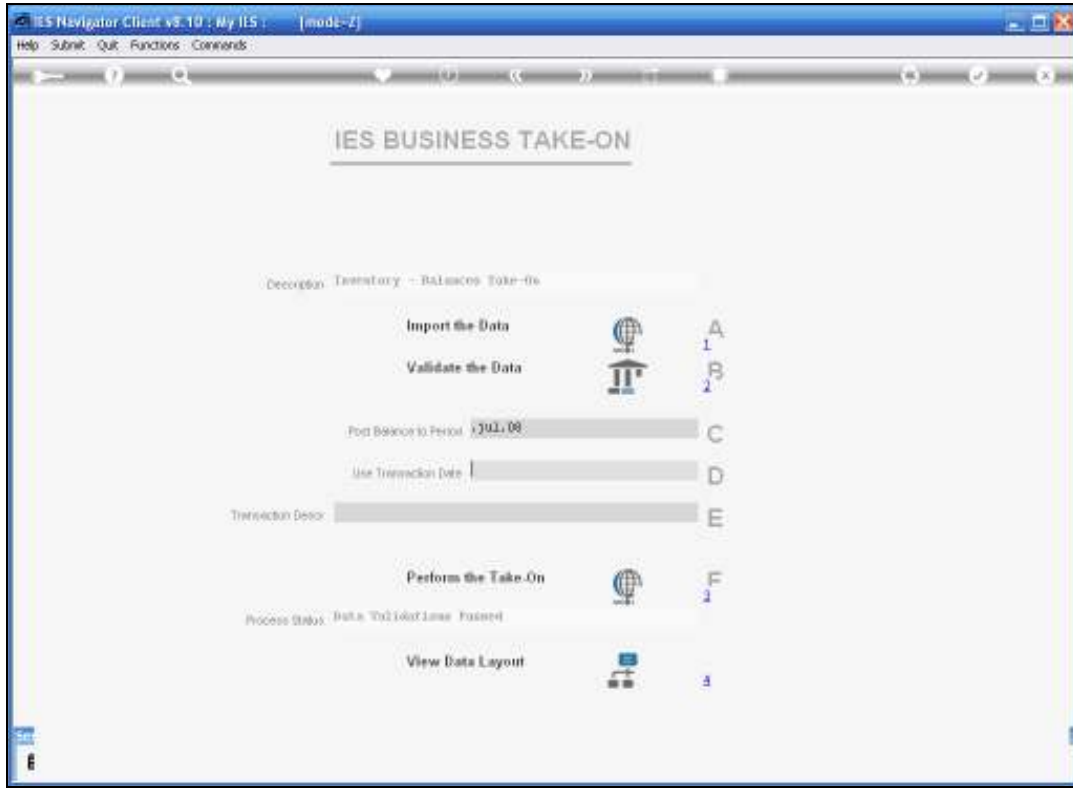 IES Navigator Client v8.10 : My IES : [mode-Z]
Help Submit Quit Functions Commands
IES BUSINESS TAKE-ON
Description Inventory - Balances Take-On
Import the Data A
1
Validate the Data B
2
Post Balance to Period ,jul,08 C
Use Transaction Date D
Transaction Descr E
Perform the Take-On F
3
Process Status Data Validations Passed
View Data Layout 4